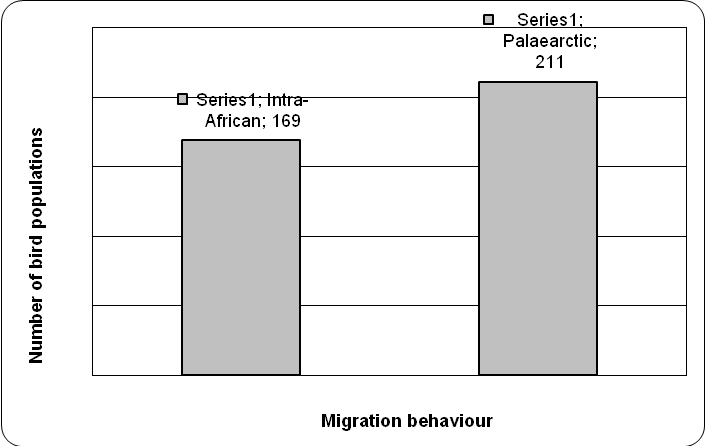 Series1;
Palaearctic;
211
Series1; Intra-
African; 169
Number of bird populations
Migration behaviour